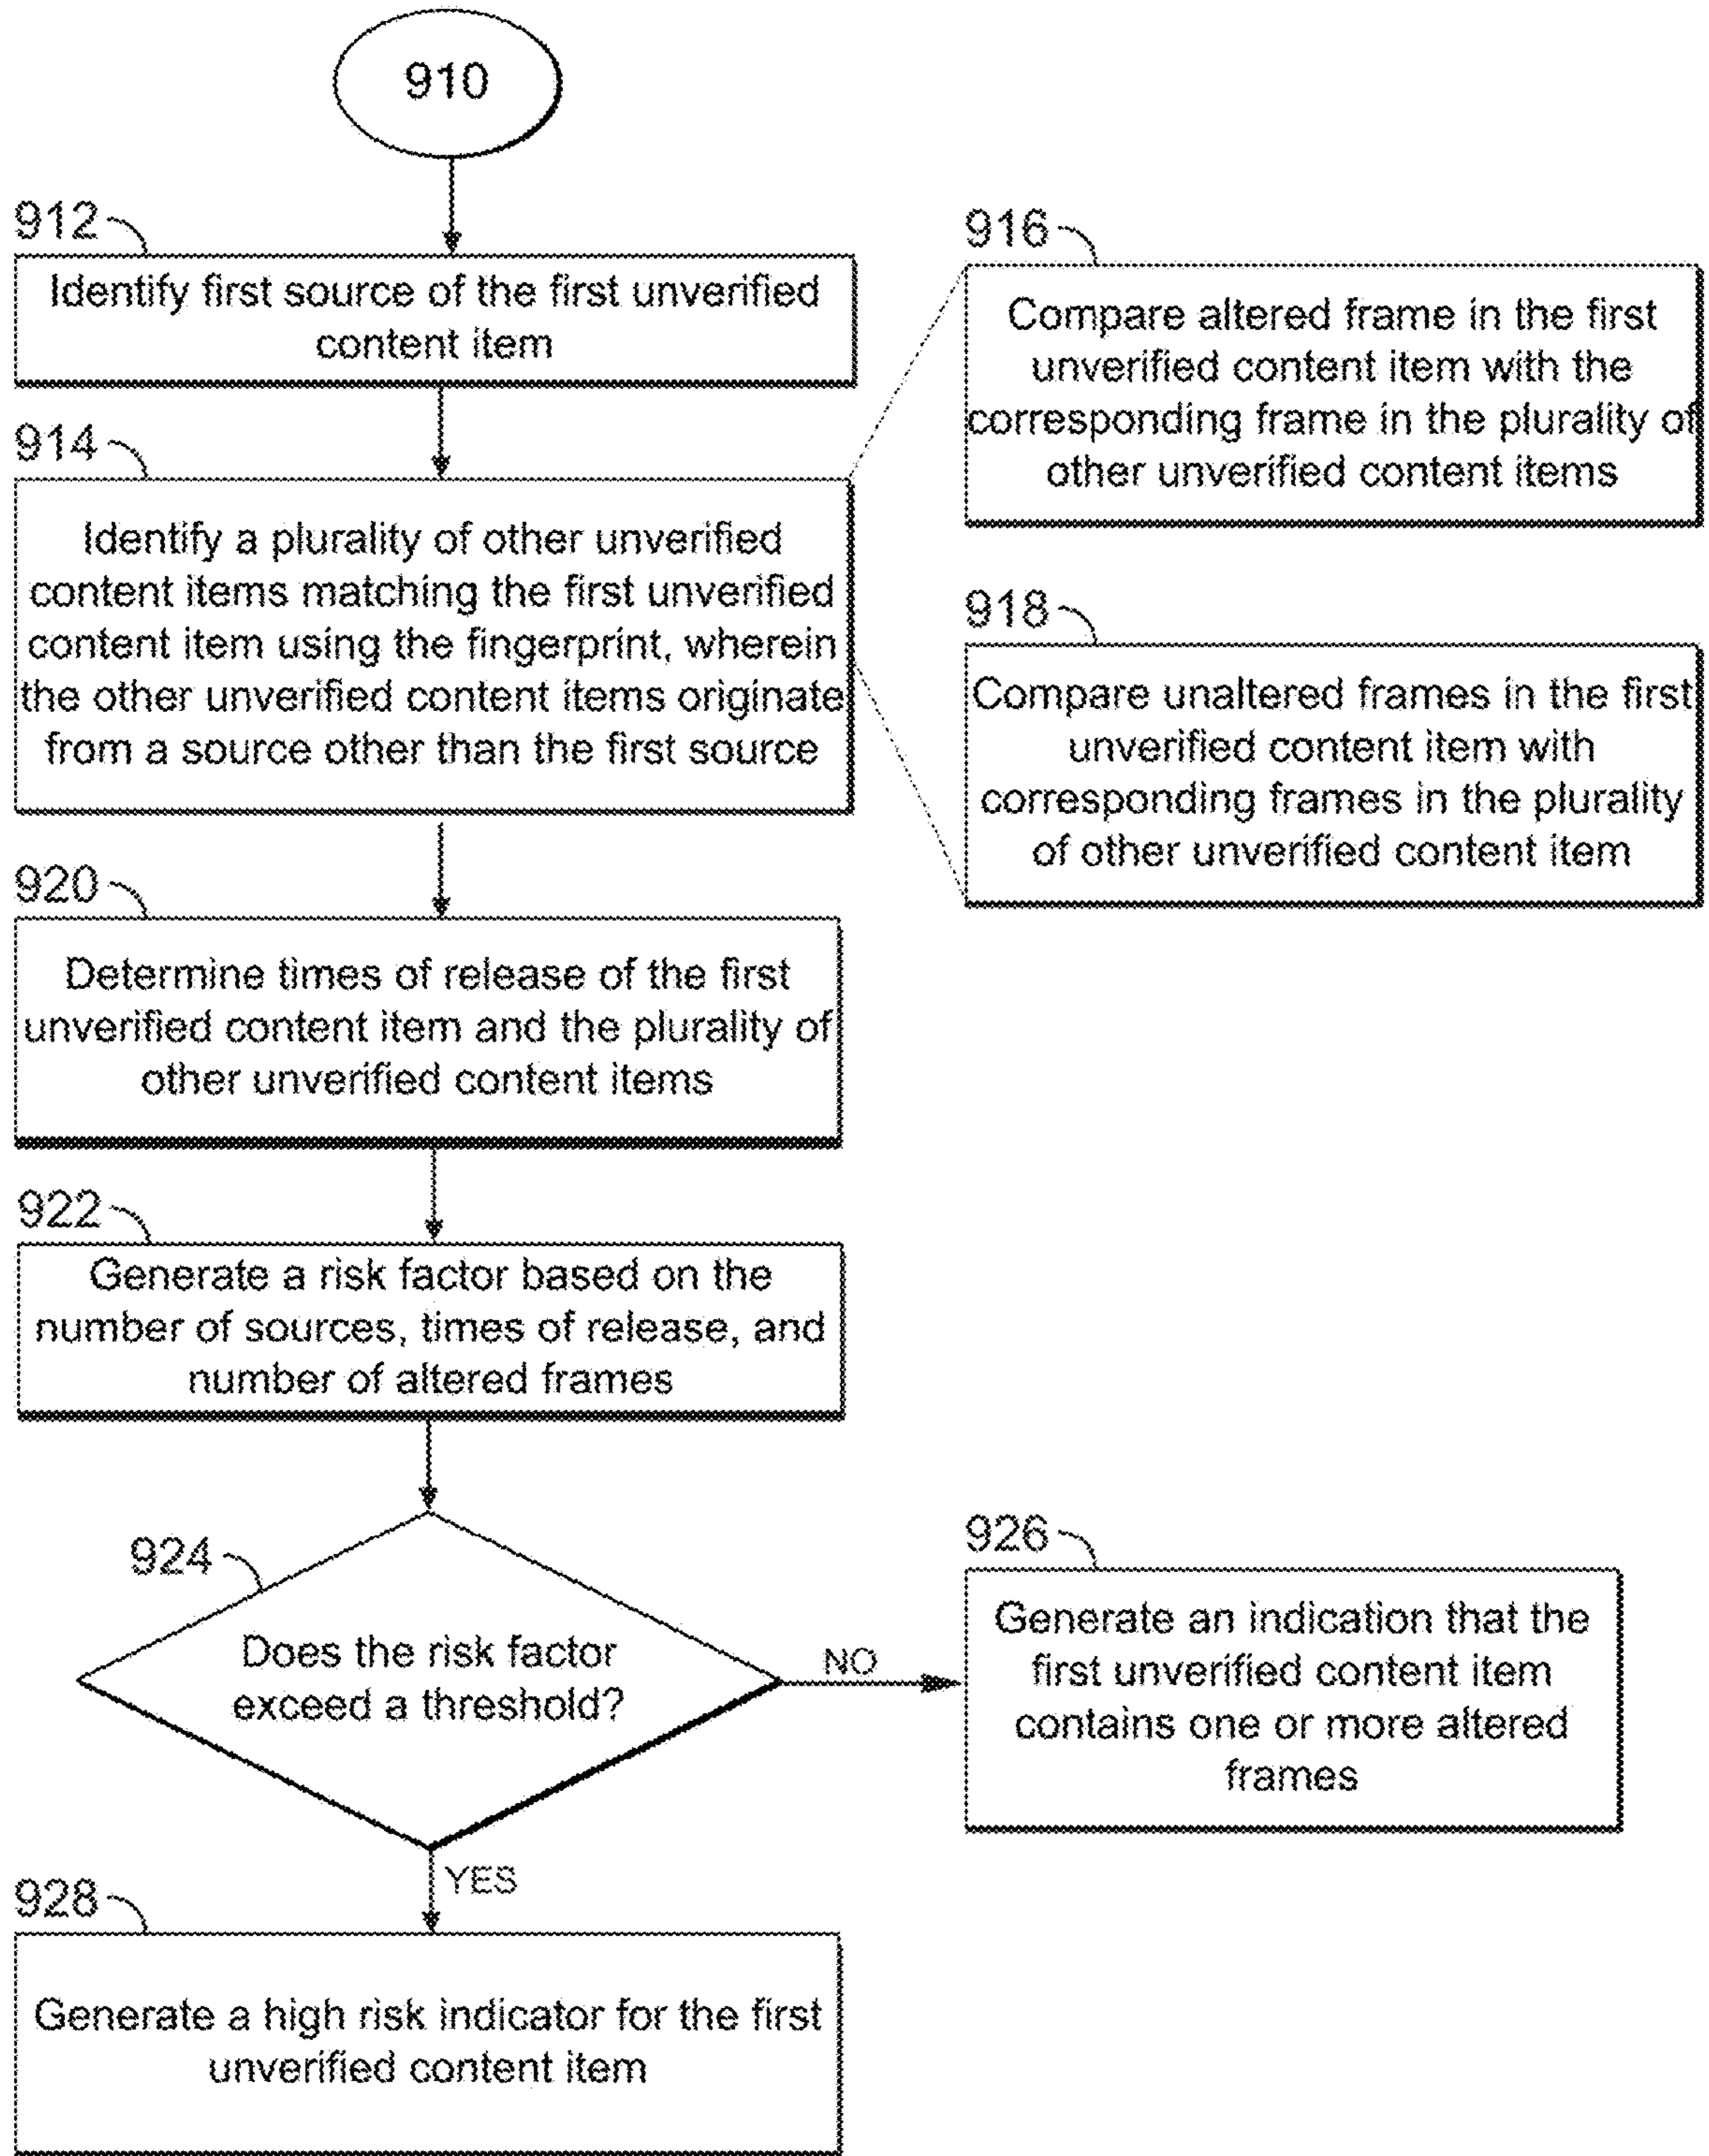 910
912
Identify first source of the first unverified
content item
914
Identify a plurality of other unverified
content items matching the first unverified
content item using the fingerprint, wherein
the other unverified content items originate
from a source other than the first source
916
Compare altered frame in the first
unverified content item with the
corresponding frame in the plurality of
other unverified content items
918
Compare unaltered frames in the first
unverified content item with
corresponding frames in the plurality
of other unverified content item
920
Determine times of release of the first
unverified content item and the plurality of
other unverified content items
922
Generate a risk factor based on the
number of sources, times of release, and
number of altered frames
924
Does the risk factor
exceed a threshold?
NO
926
Generate an indication that the
first unverified content item
contains one or more altered
frames
YES
928
Generate a high risk indicator for the first
unverified content item